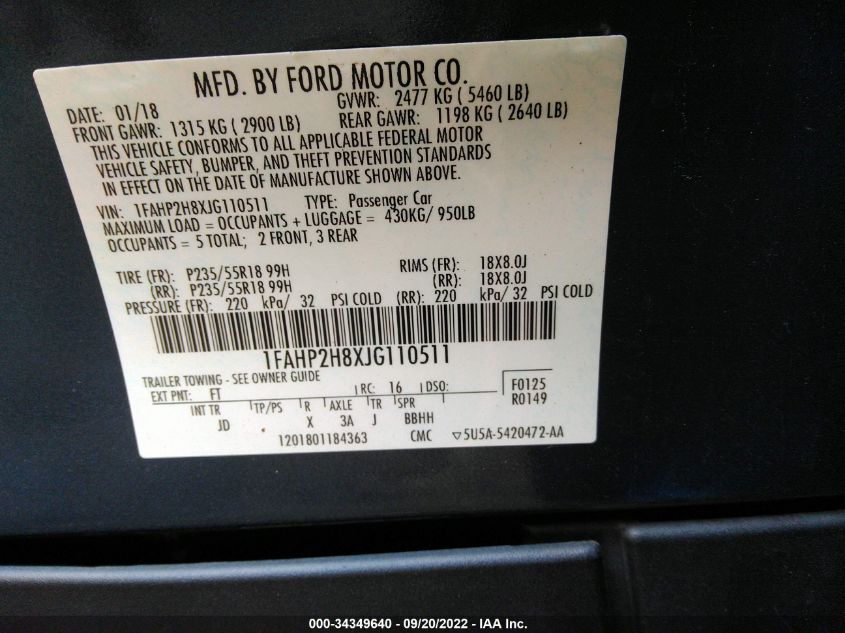 MFD. BY FORD MOTOR CO.
DATE: 01/18 GVWR: 2477 KG ( 5460 LB)
FRONT GAWR: 1315 KG ( 2900 LB) REAR GAWR: 1198 KG ( 2640 LB)
THIS VEHICLE CONFORMS TO ALL APPLICABLE FEDERAL MOTOR
VEHICLE SAFETY, BUMPER, AND THEFT PREVENTION STANDARDS
IN EFFECT ON THE DATE OF MANUFACTURE SHOWN ABOVE.
VIN: 1FAHP2H8XJG110511 TYPE: Passenger Car
MAXIMUM LOAD = OCCUPANTS + LUGGAGE = 430KG/ 950LB
OCCUPANTS = 5 TOTAL; 2 FRONT, 3 REAR
TIRE (FR): P235/55R18 99H RIMS (FR): 18X8.0J
(RR): P235/55R18 99H (RR): 18X8.0J
PRESSURE (FR): 220 kPa/ 32 PSI COLD (RR): 220 kPa/ 32 PSI COLD
1FAHP2H8XJG110511
TRAILER TOWING - SEE OWNER GUIDE
EXT PNT: FT RC: 16 DSO: F0125
INT TR TP/PS R AXLE TR SPR R0149
JD X 3A J BBHH
1201801184363 CMC ▽5U5A-5420472-AA
000-34349640 - 09/20/2022 - IAA Inc.